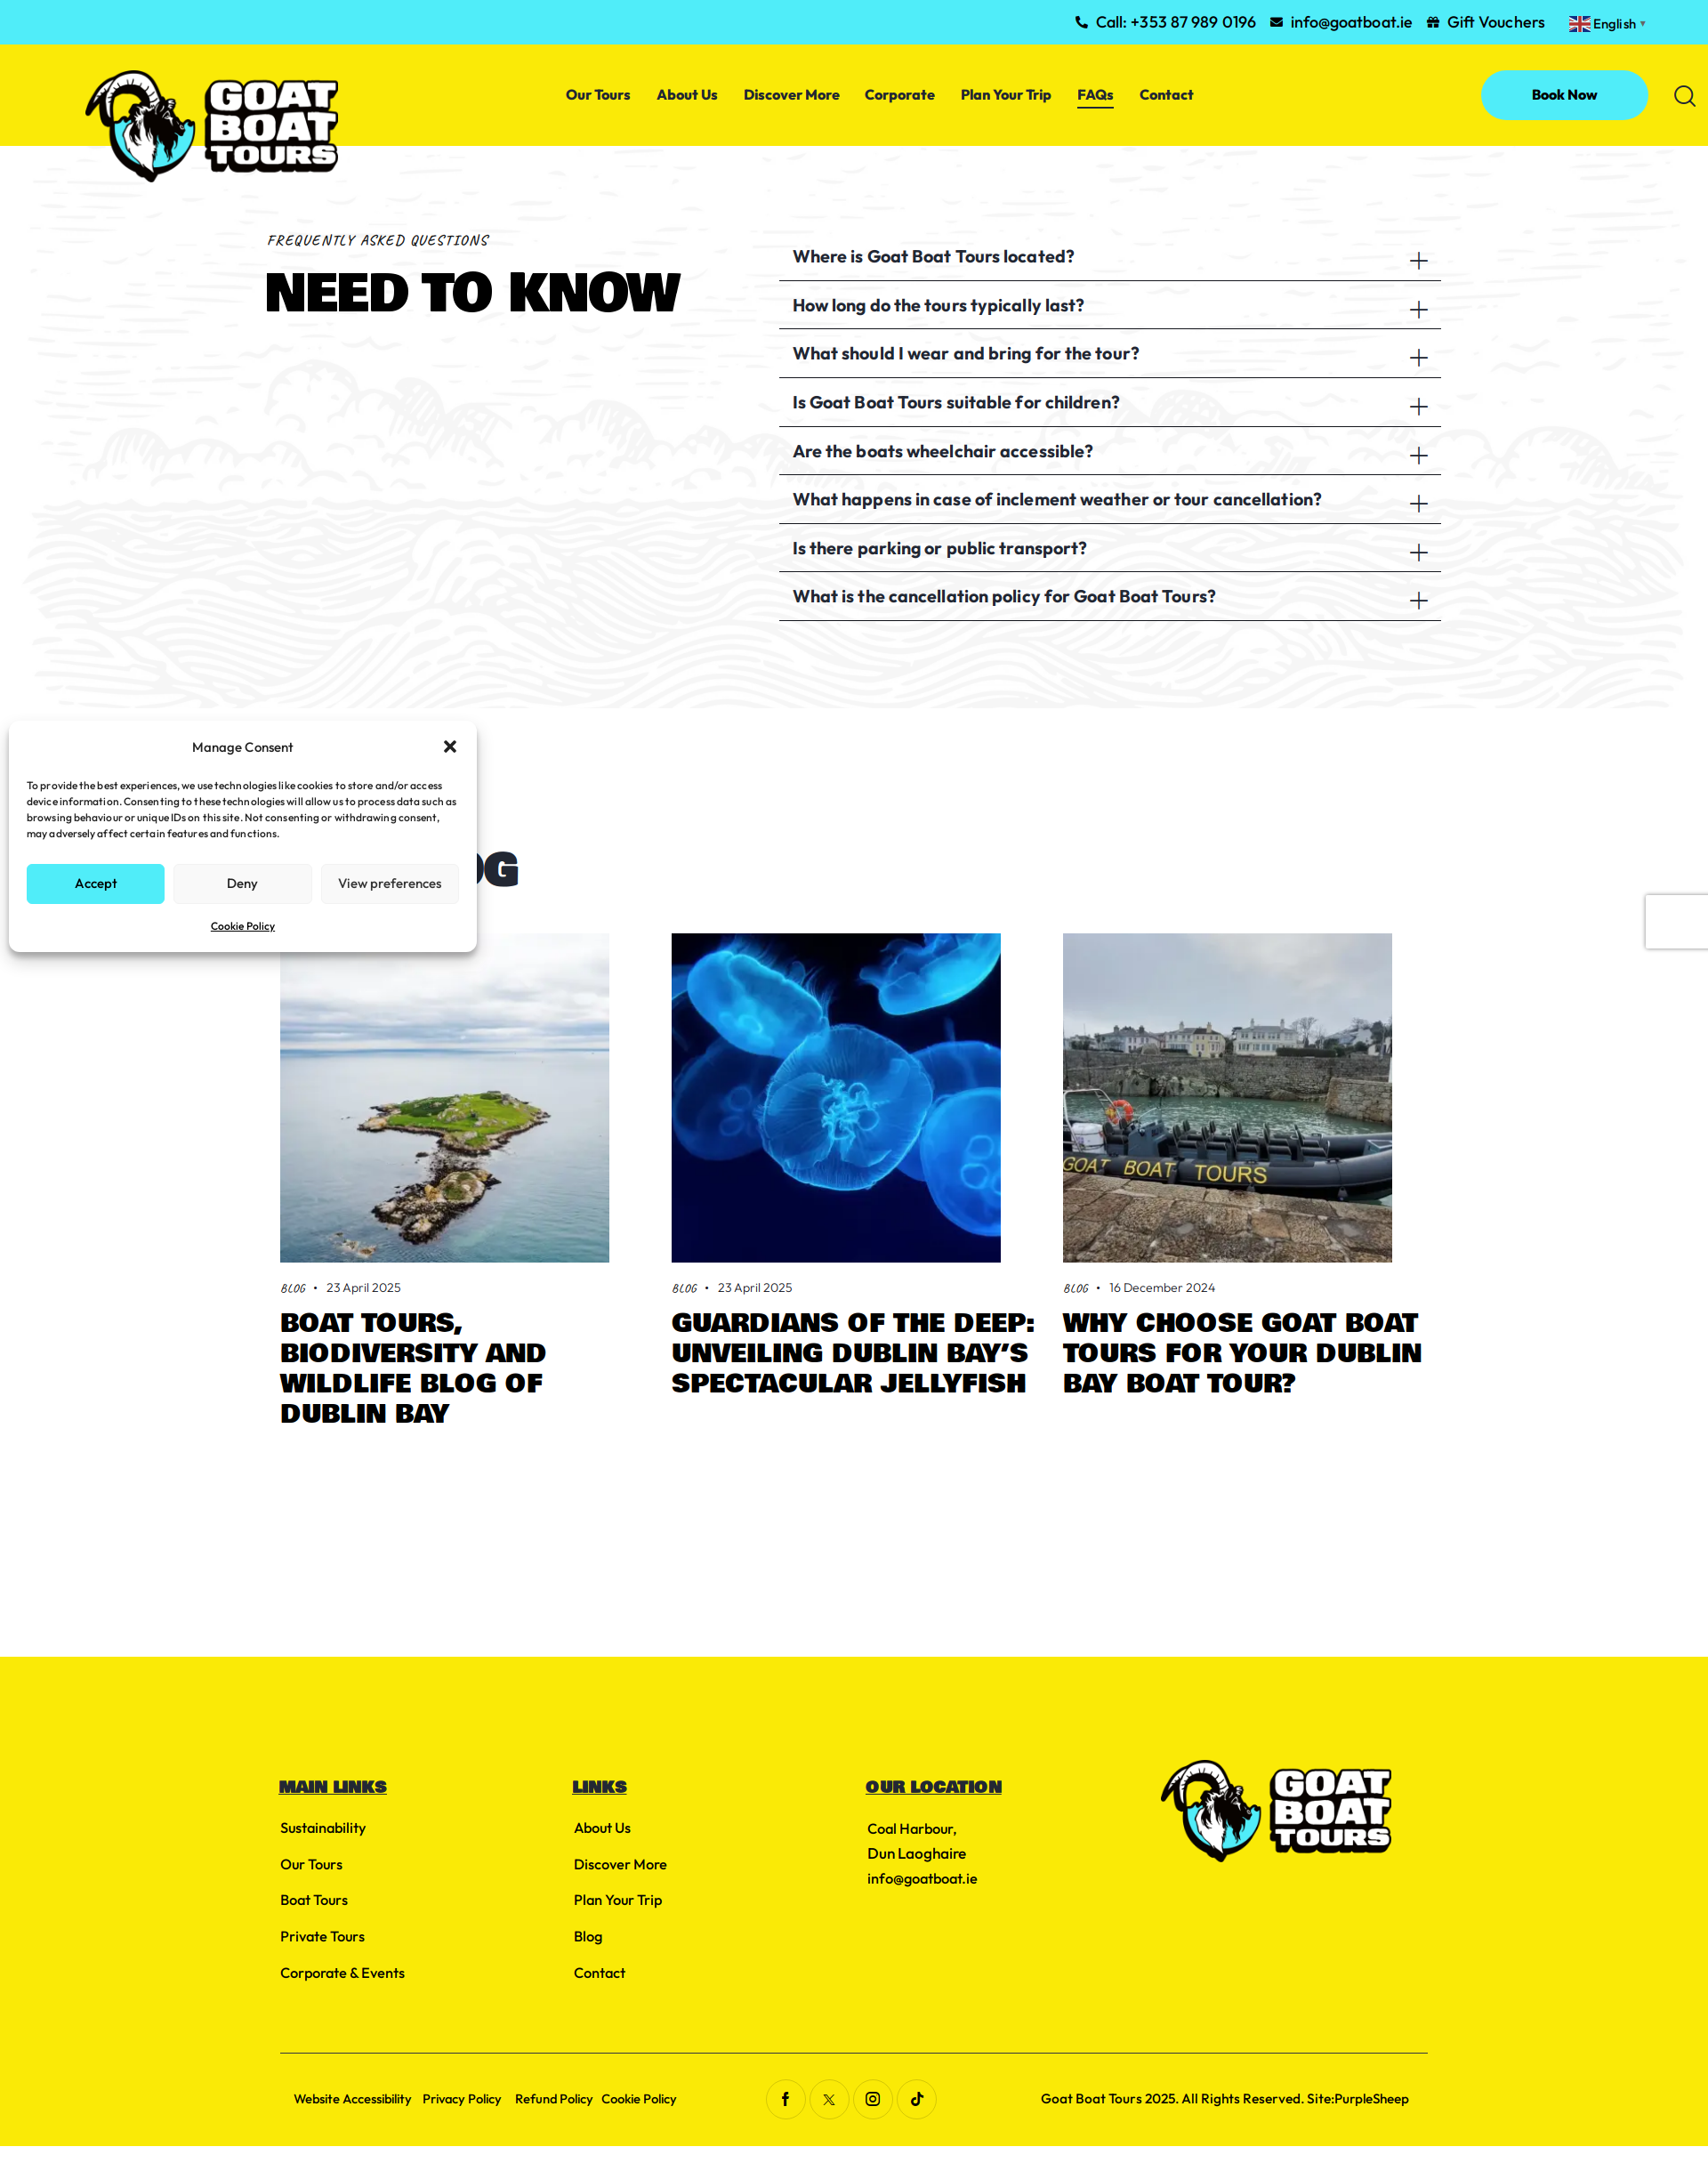 Call: +353 87 989 0196 info@goatboat.ie Gift Vouchers English
GOAT BOAT TOURS
Our Tours About Us Discover More Corporate Plan Your Trip FAQs Contact
Book Now
FREQUENTLY ASKED QUESTIONS
NEED TO KNOW
Where is Goat Boat Tours located?
How long do the tours typically last?
What should I wear and bring for the tour?
Is Goat Boat Tours suitable for children?
Are the boats wheelchair accessible?
What happens in case of inclement weather or tour cancellation?
Is there parking or public transport?
What is the cancellation policy for Goat Boat Tours?
Manage Consent
To provide the best experiences, we use technologies like cookies to store and/or access
device information. Consenting to these technologies will allow us to process data such as
browsing behaviour or unique IDs on this site. Not consenting or withdrawing consent,
may adversely affect certain features and functions.
Accept Deny View preferences
Cookie Policy
GOAT BOAT TOURS
BLOG • 23 April 2025
BOAT TOURS,
BIODIVERSITY AND
WILDLIFE BLOG OF
DUBLIN BAY
BLOG • 23 April 2025
GUARDIANS OF THE DEEP:
UNVEILING DUBLIN BAY'S
SPECTACULAR JELLYFISH
BLOG • 16 December 2024
WHY CHOOSE GOAT BOAT
TOURS FOR YOUR DUBLIN
BAY BOAT TOUR?
MAIN LINKS
Sustainability
Our Tours
Boat Tours
Private Tours
Corporate & Events
LINKS
About Us
Discover More
Plan Your Trip
Blog
Contact
OUR LOCATION
Coal Harbour,
Dun Laoghaire
info@goatboat.ie
GOAT
BOAT
TOURS
Website Accessibility Privacy Policy Refund Policy Cookie Policy
Goat Boat Tours 2025. All Rights Reserved. Site:PurpleSheep